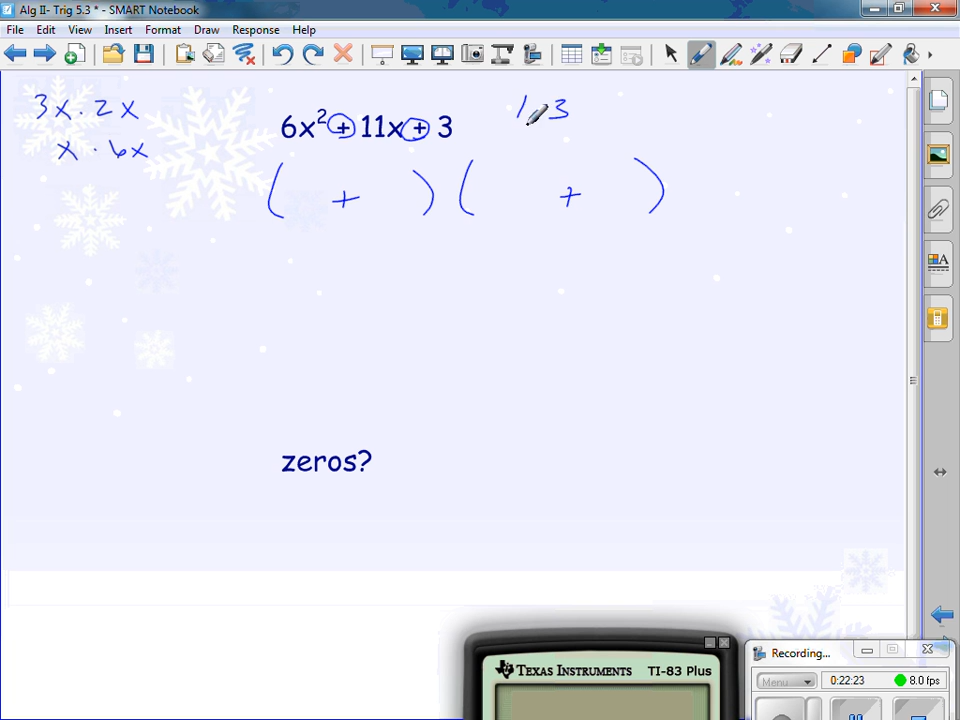 Alg II- Trig 5.3 * - SMART Notebook
File Edit View Insert Format Draw Response Help
3x · 2x
x · 6x
1 · 3
6x² + 11x + 3
( + ) ( + )
zeros?
TEXAS INSTRUMENTS TI-83 Plus
Recording...
Menu 0:22:23 8.0 fps